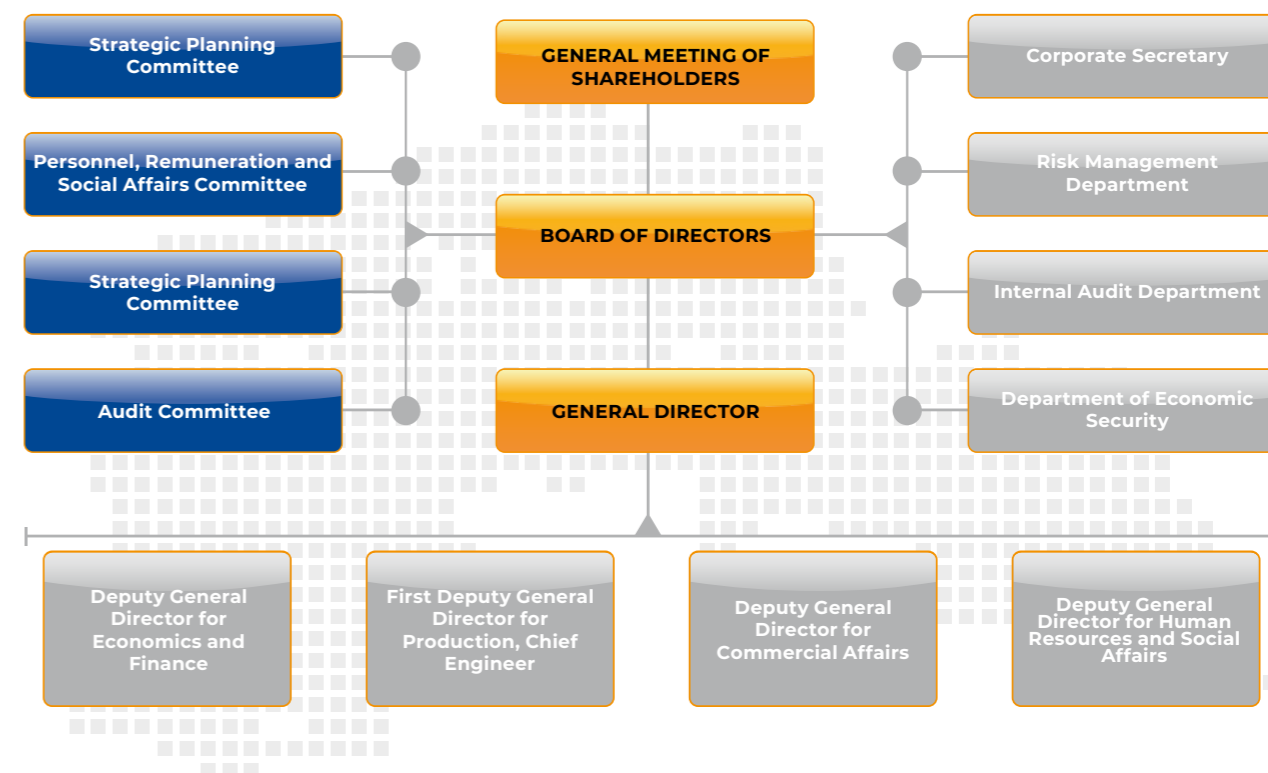 Strategic Planning
Committee
GENERAL MEETING OF
SHAREHOLDERS
Corporate Secretary
Personnel, Remuneration and
Social Affairs Committee
Risk Management
Department
BOARD OF DIRECTORS
Strategic Planning
Committee
Internal Audit Department
Audit Committee
GENERAL DIRECTOR
Department of Economic
Security
Deputy General
Director for
Economics and
Finance
First Deputy General
Director for
Production, Chief
Engineer
Deputy General
Director for
Commercial Affairs
Deputy General
Director for Human
Resources and Social
Affairs